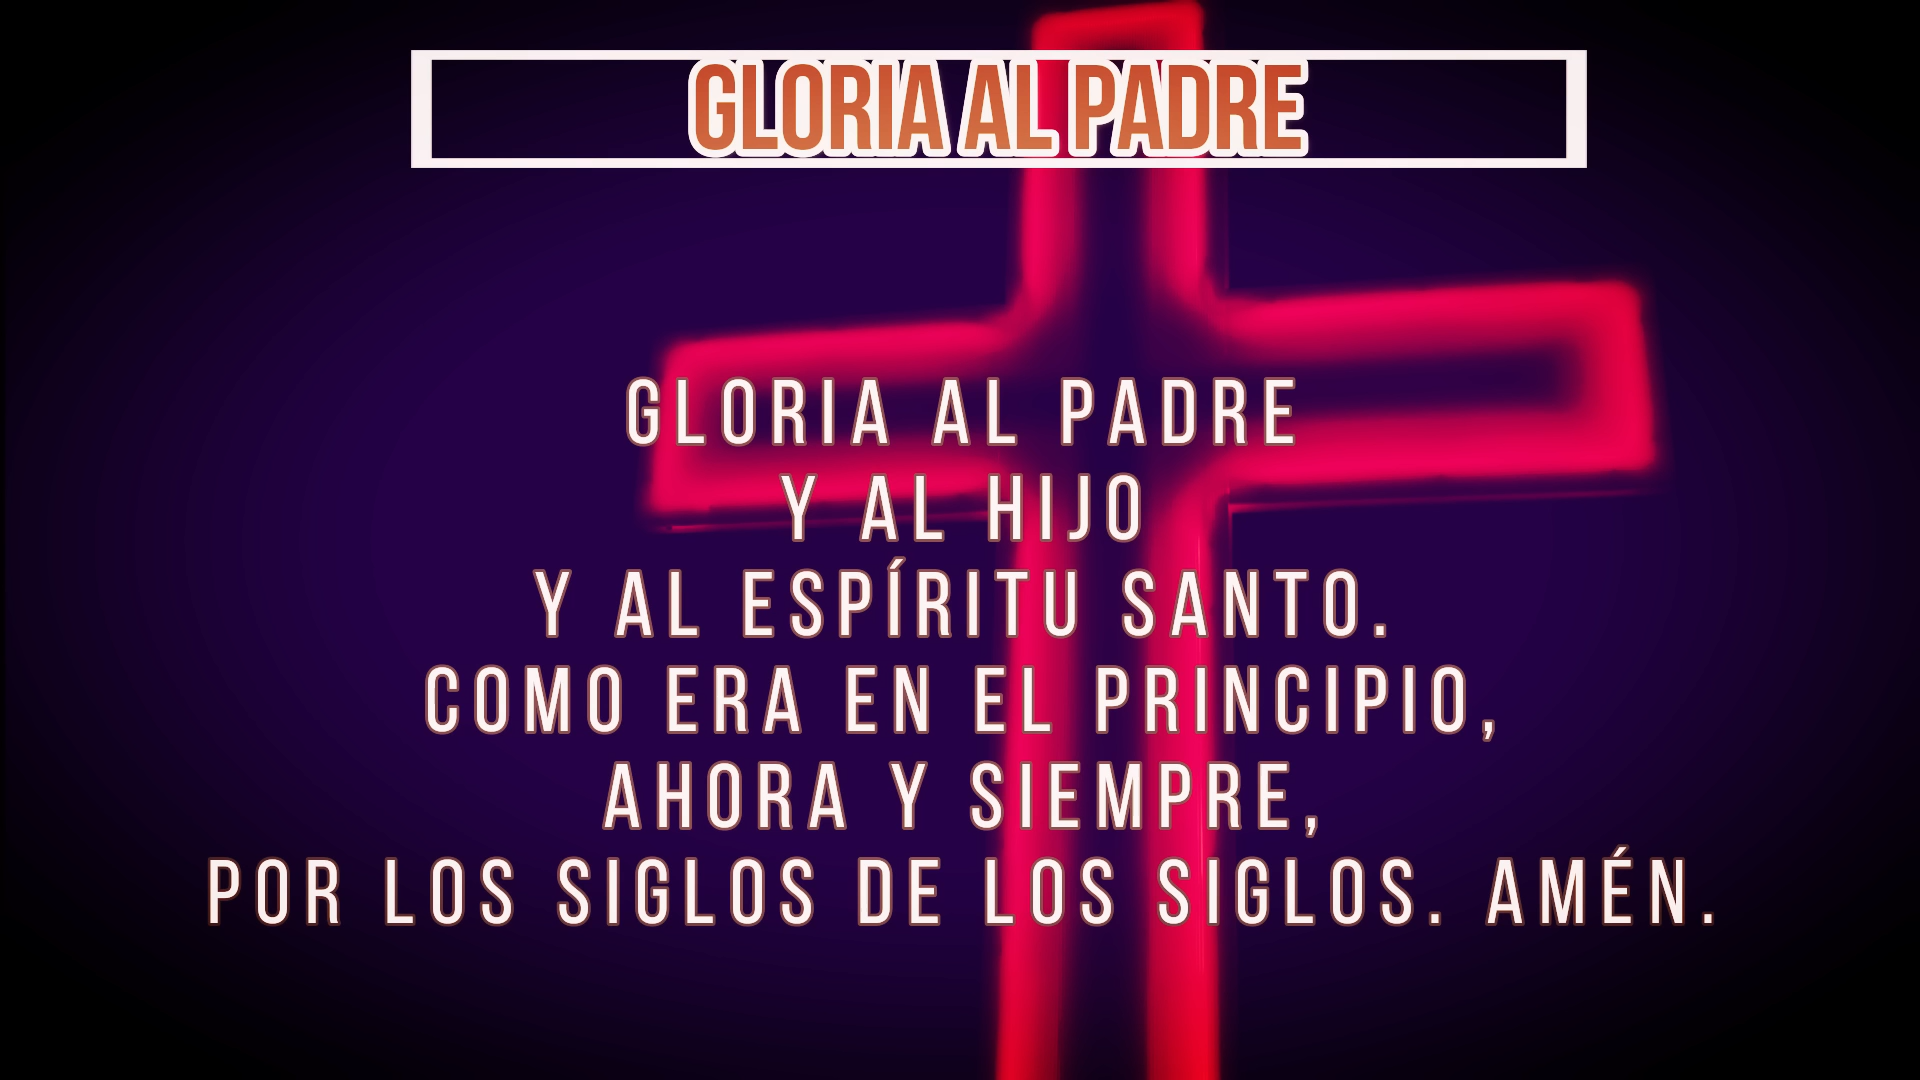 GLORIA AL PADRE
GLORIA AL PADRE
Y AL HIJO
Y AL ESPÍRITU SANTO.
COMO ERA EN EL PRINCIPIO,
AHORA Y SIEMPRE,
POR LOS SIGLOS DE LOS SIGLOS. AMÉN.